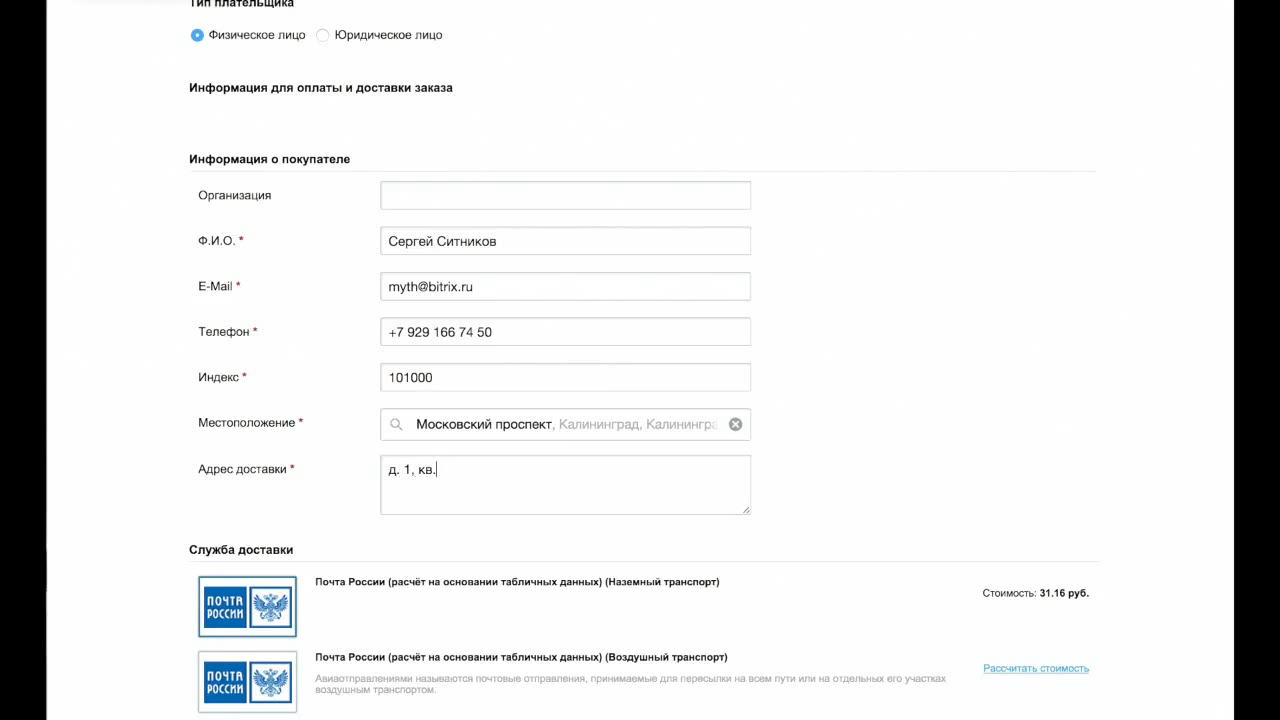 Тип плательщика
Физическое лицо Юридическое лицо
Информация для оплаты и доставки заказа
Информация о покупателе
Организация
Ф.И.О. * Сергей Ситников
E-Mail * myth@bitrix.ru
Телефон * +7 929 166 74 50
Индекс * 101000
Местоположение * Московский проспект, Калининград, Калинингра
Адрес доставки * д. 1, кв.
Служба доставки
Почта России (расчёт на основании табличных данных) (Наземный транспорт)
Стоимость: 31.16 руб.
ПОЧТА
РОССИИ
Почта России (расчёт на основании табличных данных) (Воздушный транспорт)
Рассчитать стоимость
Авиаотправлениями называются почтовые отправления, принимаемые для пересылки на всем пути или на отдельных его участках
воздушным транспортом.
ПОЧТА
РОССИИ